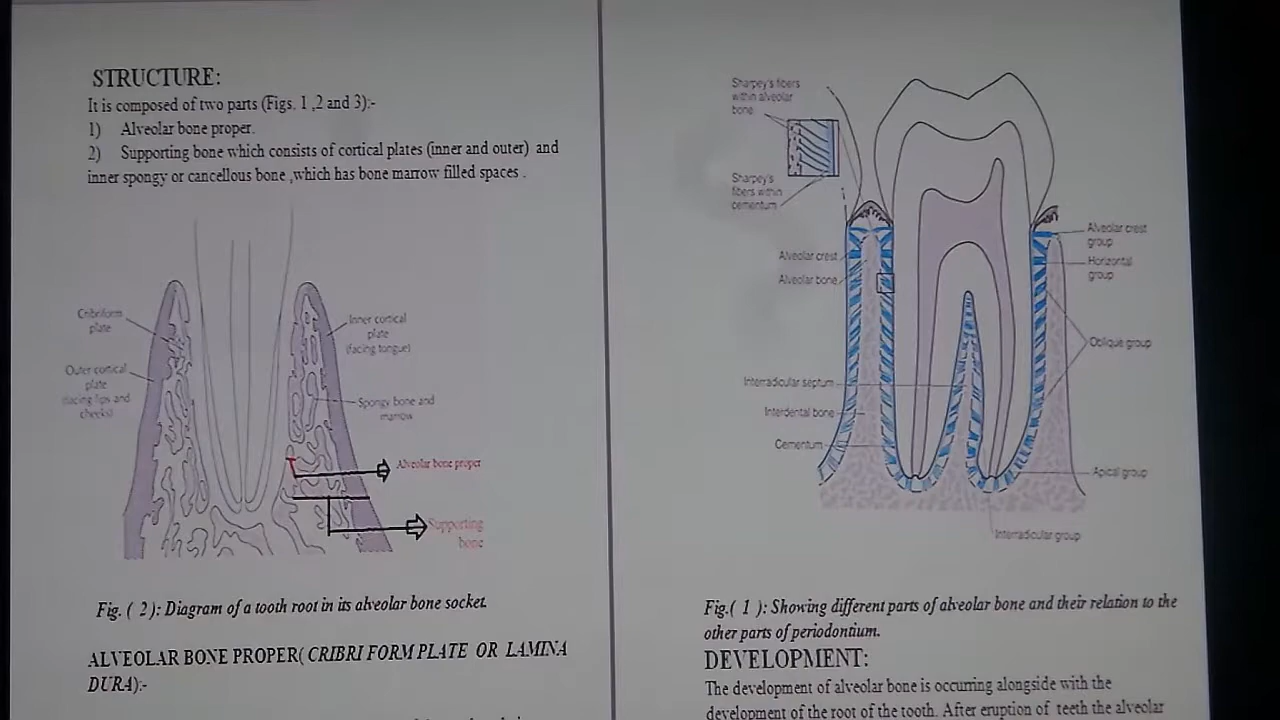 STRUCTURE:
It is composed of two parts (Figs. 1 ,2 and 3):-
1) Alveolar bone proper.
2) Supporting bone which consists of cortical plates (inner and outer) and
inner spongy or cancellous bone ,which has bone marrow filled spaces .
Cribriform
plate
Outer cortical
plate
(facing lips and
cheeks)
Inner cortical
plate
(facing tongue)
Spongy bone and
marrow
Alveolar bone proper
Supporting
bone
Fig. ( 2 ): Diagram of a tooth root in its alveolar bone socket.
ALVEOLAR BONE PROPER( CRIBRI FORM PLATE OR LAMINA
DURA):-
Sharpey's fibers
within alveolar
bone
Sharpey's
fibers within
cementum
Alveolar crest
Alveolar bone
Interradicular septum
Interdental bone
Cementum
Alveolar crest
group
Horizontal
group
Oblique group
Apical group
Interradicular group
Fig.( 1 ): Showing different parts of alveolar bone and their relation to the
other parts of periodontium.
DEVELOPMENT:
The development of alveolar bone is occurring alongside with the
development of the root of the tooth. After eruption of teeth the alveolar